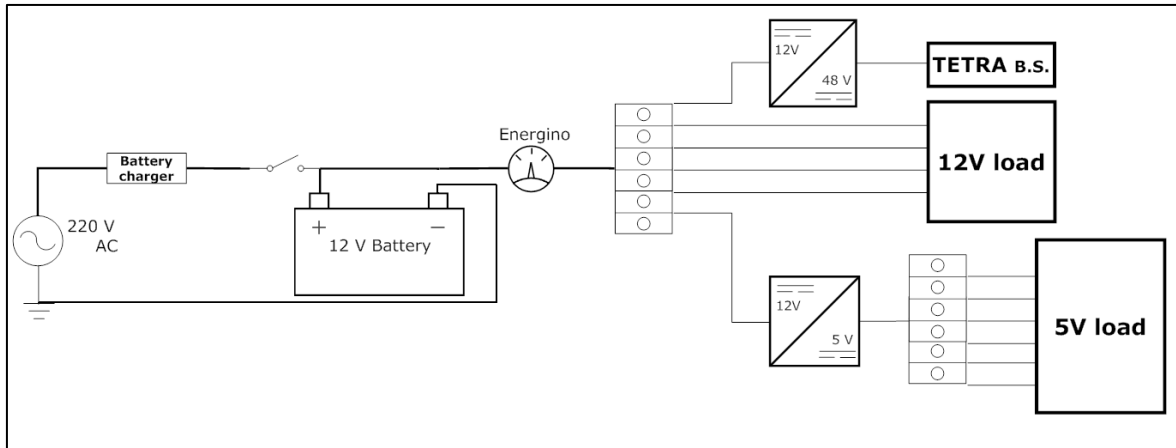 12V
48 V
TETRA B.S.
Energino
12V load
Battery
charger
220 V
AC
+
−
12 V Battery
12V
5 V
5V load